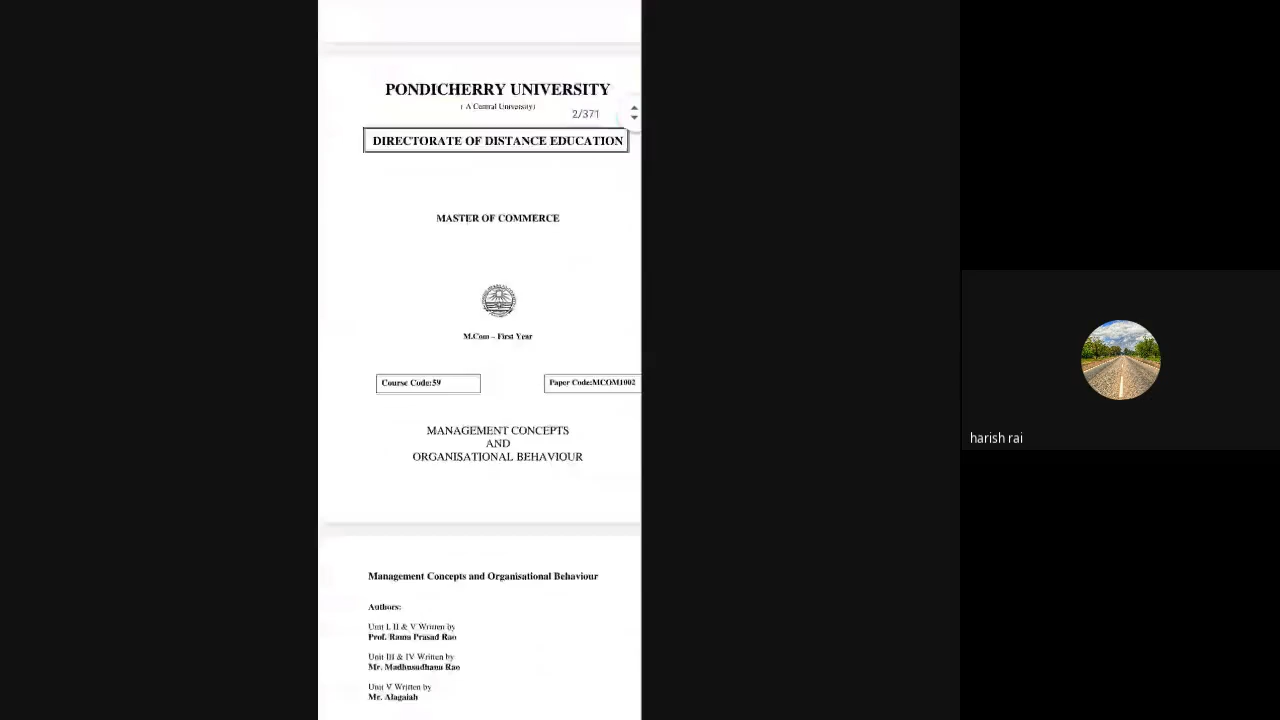 PONDICHERRY UNIVERSITY
( A Central University)
2/371
DIRECTORATE OF DISTANCE EDUCATION
MASTER OF COMMERCE
M.Com – First Year
Course Code:59
Paper Code:MCOM1002
MANAGEMENT CONCEPTS
AND
ORGANISATIONAL BEHAVIOUR
Management Concepts and Organisational Behaviour
Authors:
Unit I, II & V Written by
Prof. Rama Prasad Rao
Unit III & IV Written by
Mr. Madhusudhana Rao
Unit V Written by
Mr. Alagaiah
harish rai